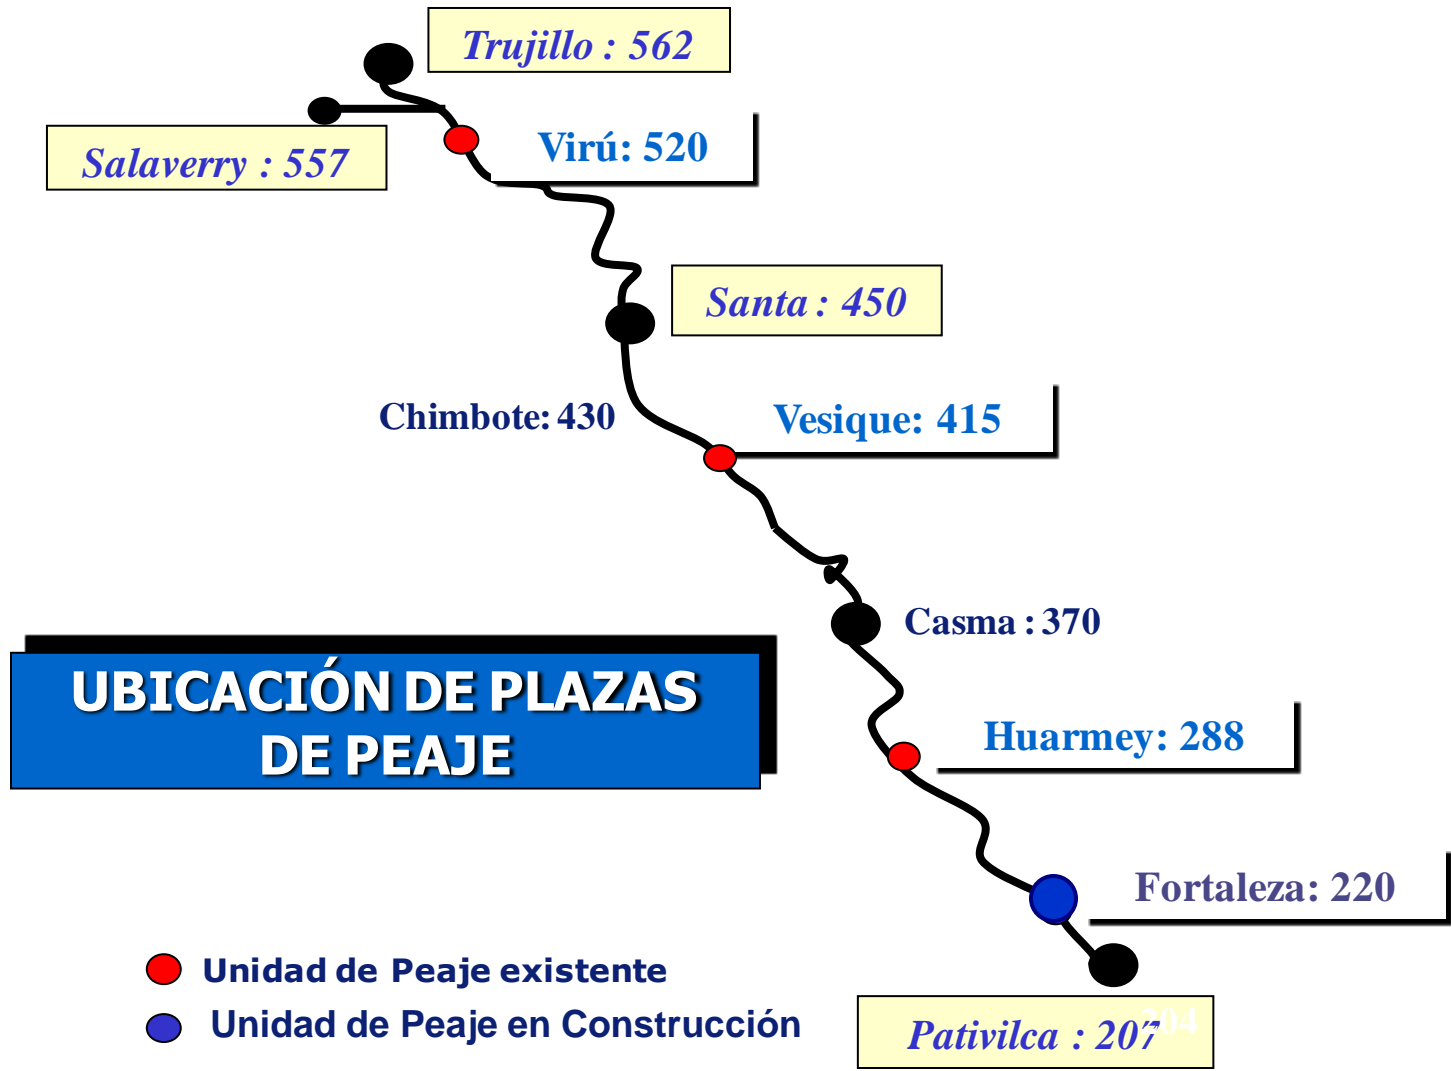 Trujillo : 562
Salaverry : 557
Virú: 520
Santa : 450
Chimbote: 430
Vesique: 415
Casma : 370
UBICACIÓN DE PLAZAS
DE PEAJE
Huarmey: 288
Fortaleza: 220
Unidad de Peaje existente
Unidad de Peaje en Construcción
Pativilca : 207
204